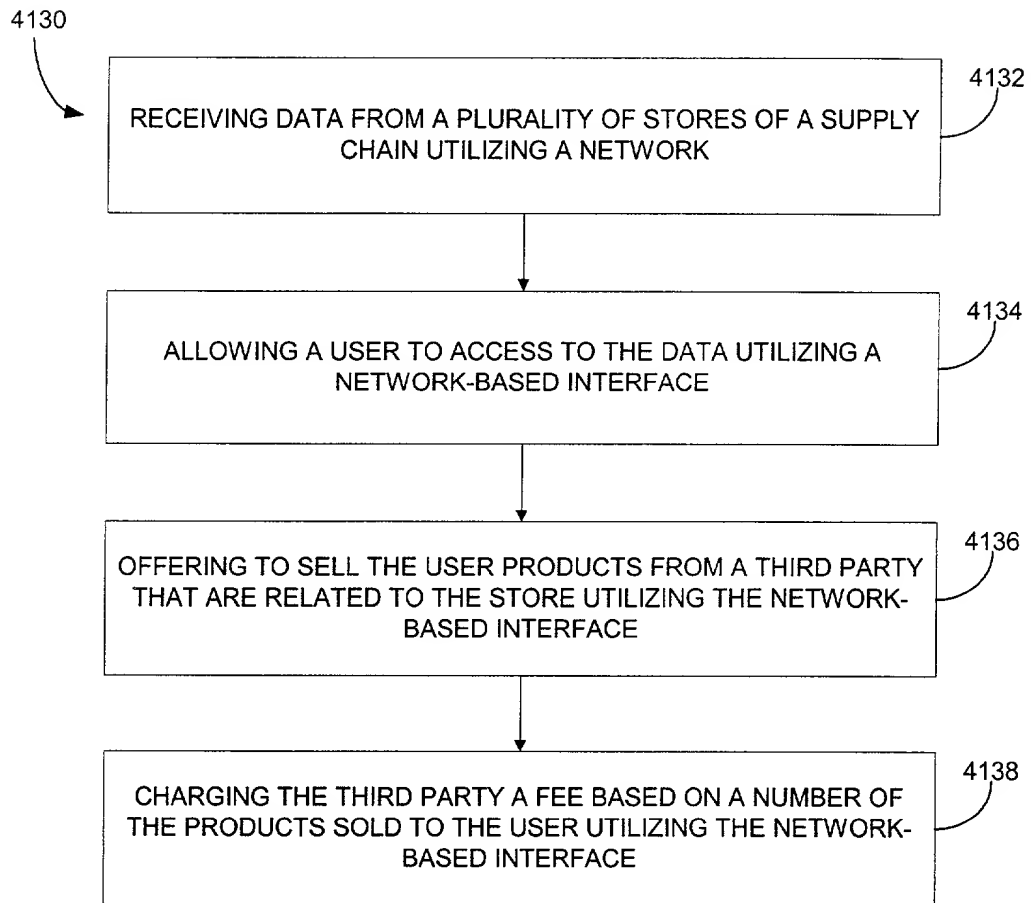 4130
4132
RECEIVING DATA FROM A PLURALITY OF STORES OF A SUPPLY
CHAIN UTILIZING A NETWORK
4134
ALLOWING A USER TO ACCESS TO THE DATA UTILIZING A
NETWORK-BASED INTERFACE
4136
OFFERING TO SELL THE USER PRODUCTS FROM A THIRD PARTY
THAT ARE RELATED TO THE STORE UTILIZING THE NETWORK-
BASED INTERFACE
4138
CHARGING THE THIRD PARTY A FEE BASED ON A NUMBER OF
THE PRODUCTS SOLD TO THE USER UTILIZING THE NETWORK-
BASED INTERFACE